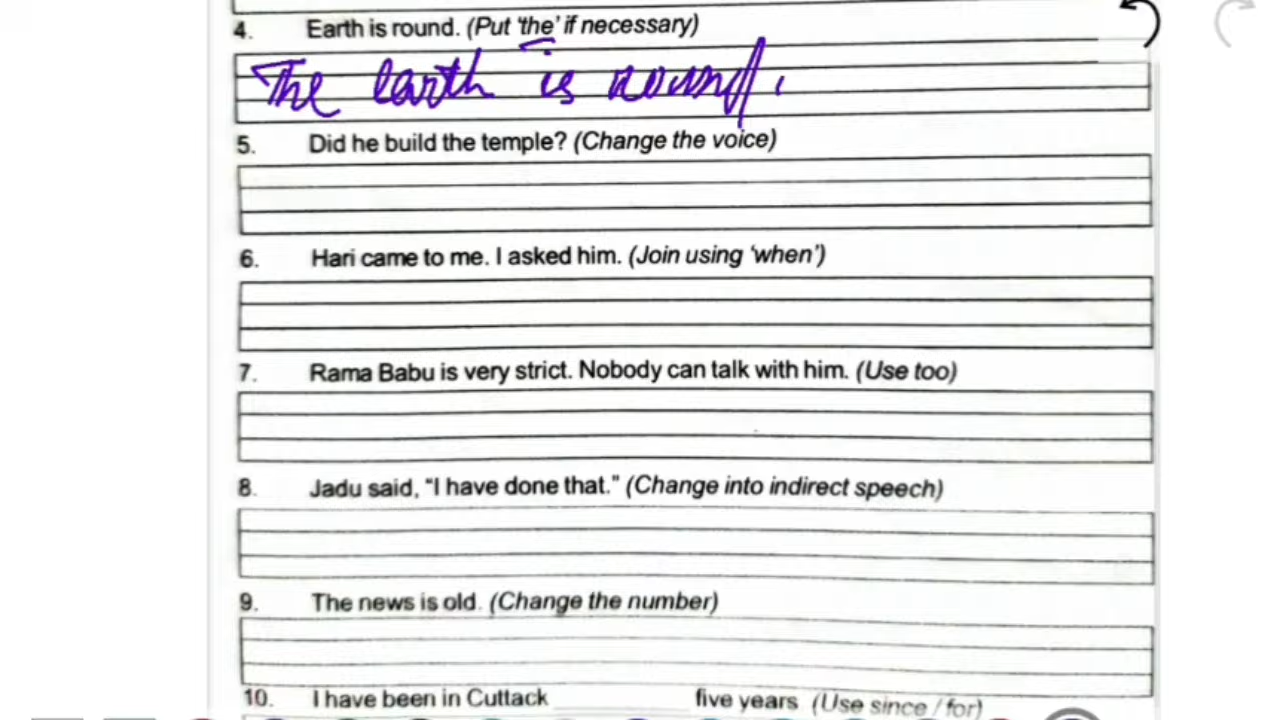 4. Earth is round. (Put 'the' if necessary)
The earth is round.
5. Did he build the temple? (Change the voice)
6. Hari came to me. I asked him. (Join using 'when')
7. Rama Babu is very strict. Nobody can talk with him. (Use too)
8. Jadu said, "I have done that." (Change into indirect speech)
9. The news is old. (Change the number)
10. I have been in Cuttack ________ five years (Use since / for)